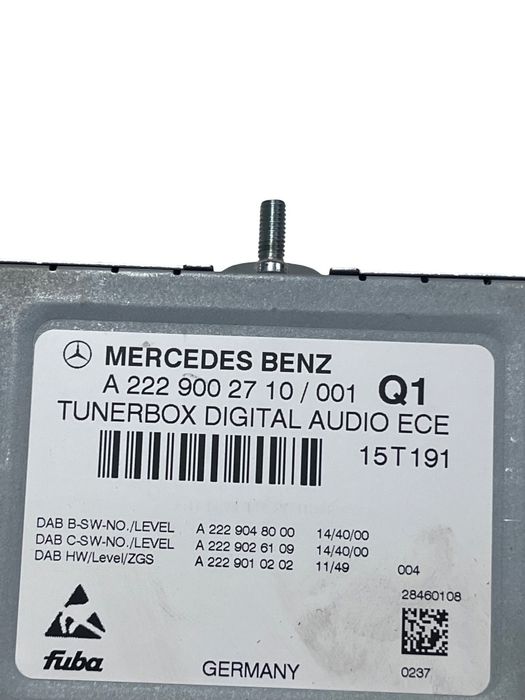 MERCEDES BENZ
A 222 900 27 10 / 001 Q1
TUNERBOX DIGITAL AUDIO ECE
15T191
DAB B-SW-NO./LEVEL A 222 904 80 00 14/40/00
DAB C-SW-NO./LEVEL A 222 902 61 09 14/40/00
DAB HW/Level/ZGS A 222 901 02 02 11/49 004
28460108
fuba GERMANY 0237